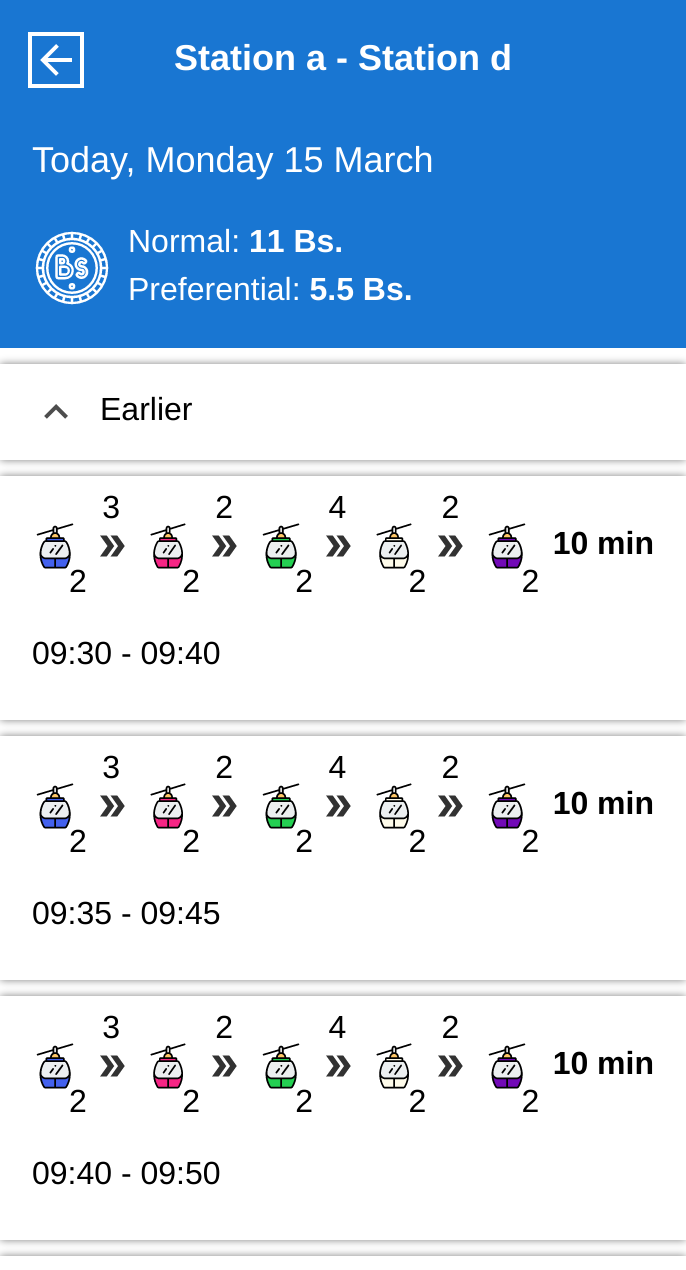 Station a - Station d
Today, Monday 15 March
Bs
Normal: 11 Bs.
Preferential: 5.5 Bs.
Earlier
3 2 4 2
» » » » 10 min
2 2 2 2 2
09:30 - 09:40
3 2 4 2
» » » » 10 min
2 2 2 2 2
09:35 - 09:45
3 2 4 2
» » » » 10 min
2 2 2 2 2
09:40 - 09:50